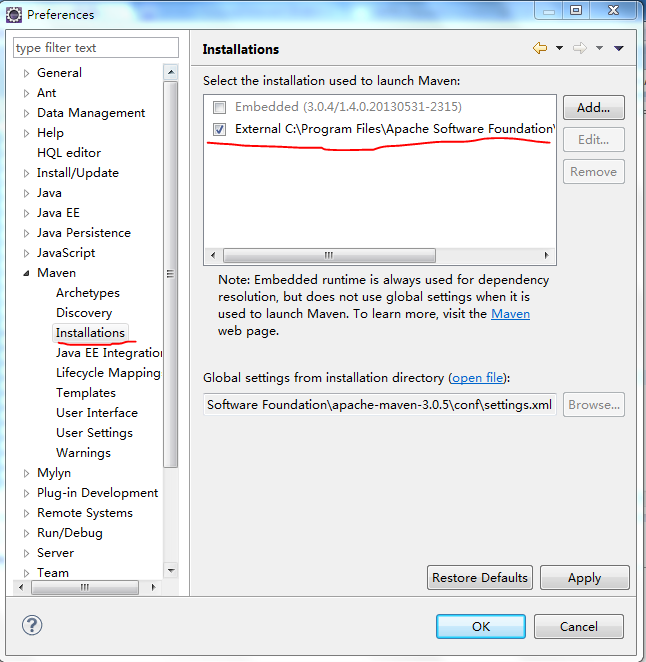 Preferences
type filter text
General
Ant
Data Management
Help
HQL editor
Install/Update
Java
Java EE
Java Persistence
JavaScript
Maven
Archetypes
Discovery
Installations
Java EE Integration
Lifecycle Mapping
Templates
User Interface
User Settings
Warnings
Mylyn
Plug-in Development
Remote Systems
Run/Debug
Server
Team
Installations
Select the installation used to launch Maven:
Embedded (3.0.4/1.4.0.20130531-2315)
External C:\Program Files\Apache Software Foundation\
Add...
Edit...
Remove
Note: Embedded runtime is always used for dependency
resolution, but does not use global settings when it is
used to launch Maven. To learn more, visit the Maven
web page.
Global settings from installation directory (open file):
Software Foundation\apache-maven-3.0.5\conf\settings.xml
Browse...
Restore Defaults
Apply
?
OK
Cancel